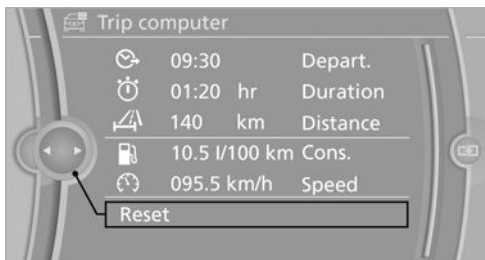 Trip computer
09:30 Depart.
01:20 hr Duration
140 km Distance
10.5 l/100 km Cons.
095.5 km/h Speed
Reset